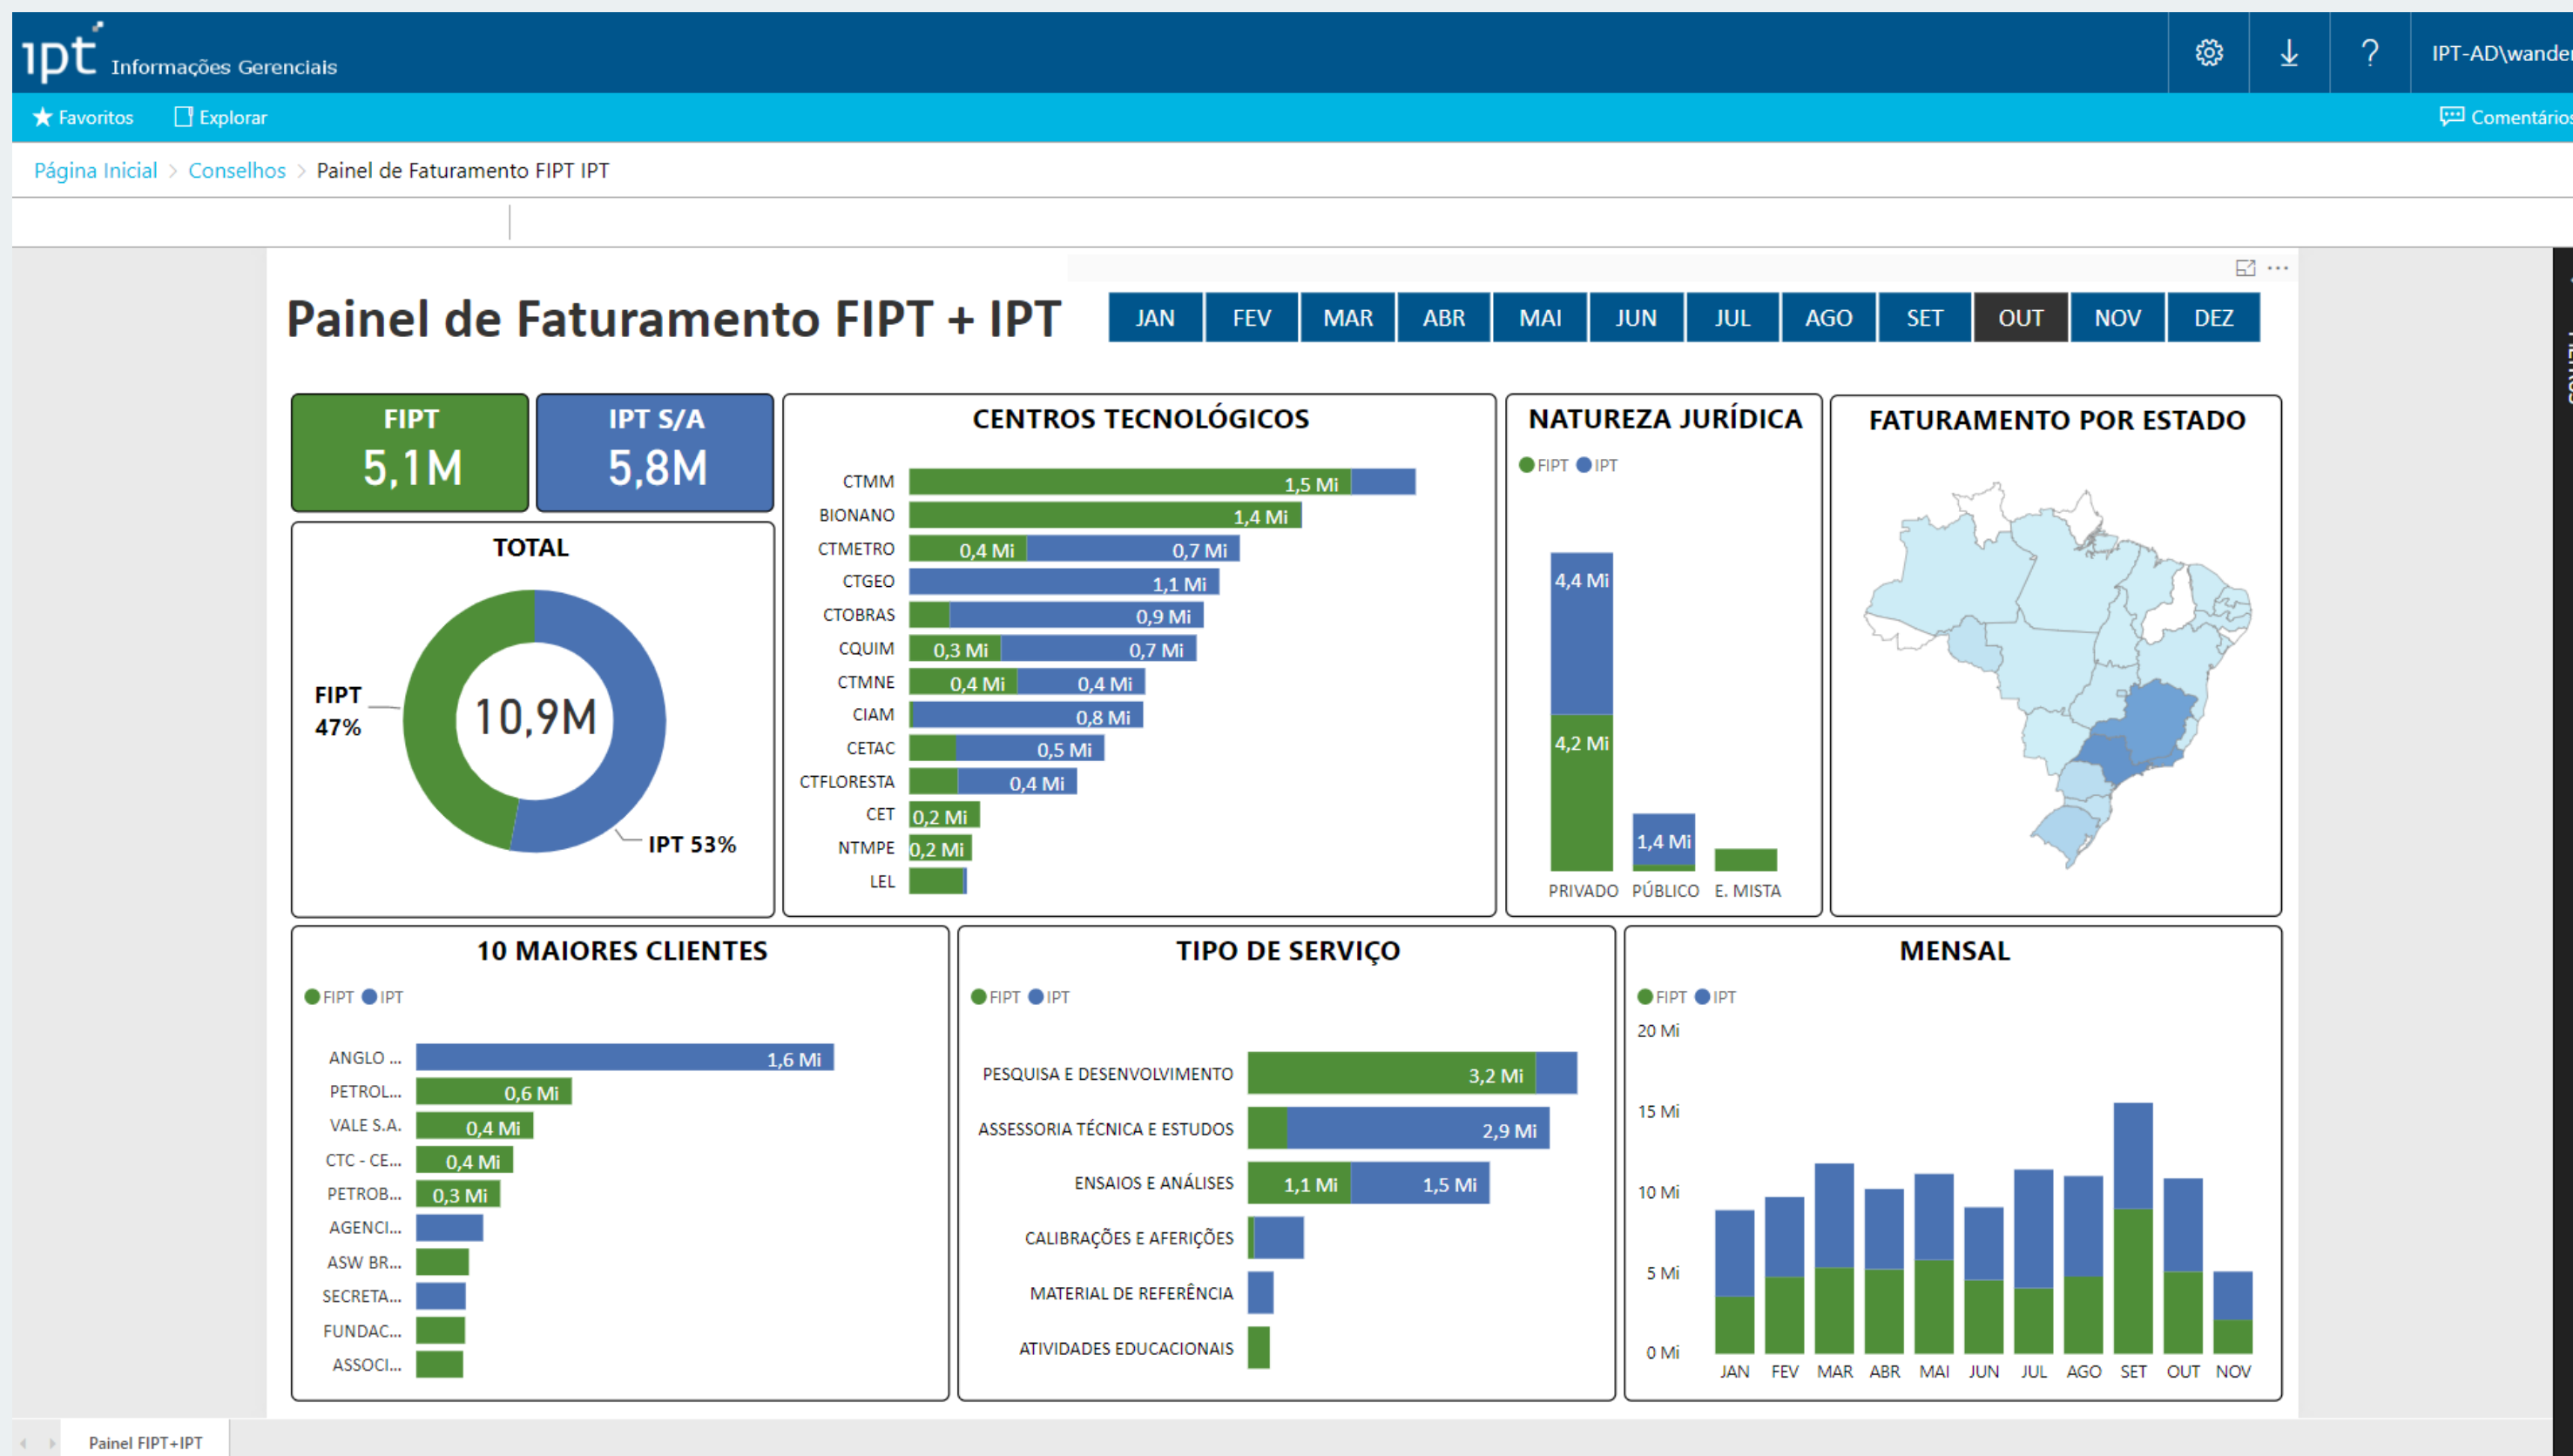 ipt Informações Gerenciais
? IPT-AD\wander
Favoritos Explorar Comentários
Página Inicial > Conselhos > Painel de Faturamento FIPT IPT
Painel de Faturamento FIPT + IPT
JAN FEV MAR ABR MAI JUN JUL AGO SET OUT NOV DEZ
FIPT
5,1M
IPT S/A
5,8M
TOTAL
FIPT
47%
10,9M
IPT 53%
CENTROS TECNOLÓGICOS
CTMM 1,5 Mi
BIONANO 1,4 Mi
CTMETRO 0,4 Mi 0,7 Mi
CTGEO 1,1 Mi
CTOBRAS 0,9 Mi
CQUIM 0,3 Mi 0,7 Mi
CTMNE 0,4 Mi 0,4 Mi
CIAM 0,8 Mi
CETAC 0,5 Mi
CTFLORESTA 0,4 Mi
CET 0,2 Mi
NTMPE 0,2 Mi
LEL
NATUREZA JURÍDICA
FIPT IPT
4,4 Mi
4,2 Mi
1,4 Mi
PRIVADO PÚBLICO E. MISTA
FATURAMENTO POR ESTADO
10 MAIORES CLIENTES
FIPT IPT
ANGLO ... 1,6 Mi
PETROL... 0,6 Mi
VALE S.A. 0,4 Mi
CTC - CE... 0,4 Mi
PETROB... 0,3 Mi
AGENCI...
ASW BR...
SECRETA...
FUNDAC...
ASSOCI...
TIPO DE SERVIÇO
FIPT IPT
PESQUISA E DESENVOLVIMENTO 3,2 Mi
ASSESSORIA TÉCNICA E ESTUDOS 2,9 Mi
ENSAIOS E ANÁLISES 1,1 Mi 1,5 Mi
CALIBRAÇÕES E AFERIÇÕES
MATERIAL DE REFERÊNCIA
ATIVIDADES EDUCACIONAIS
MENSAL
FIPT IPT
20 Mi
15 Mi
10 Mi
5 Mi
0 Mi
JAN FEV MAR ABR MAI JUN JUL AGO SET OUT NOV
Painel FIPT+IPT